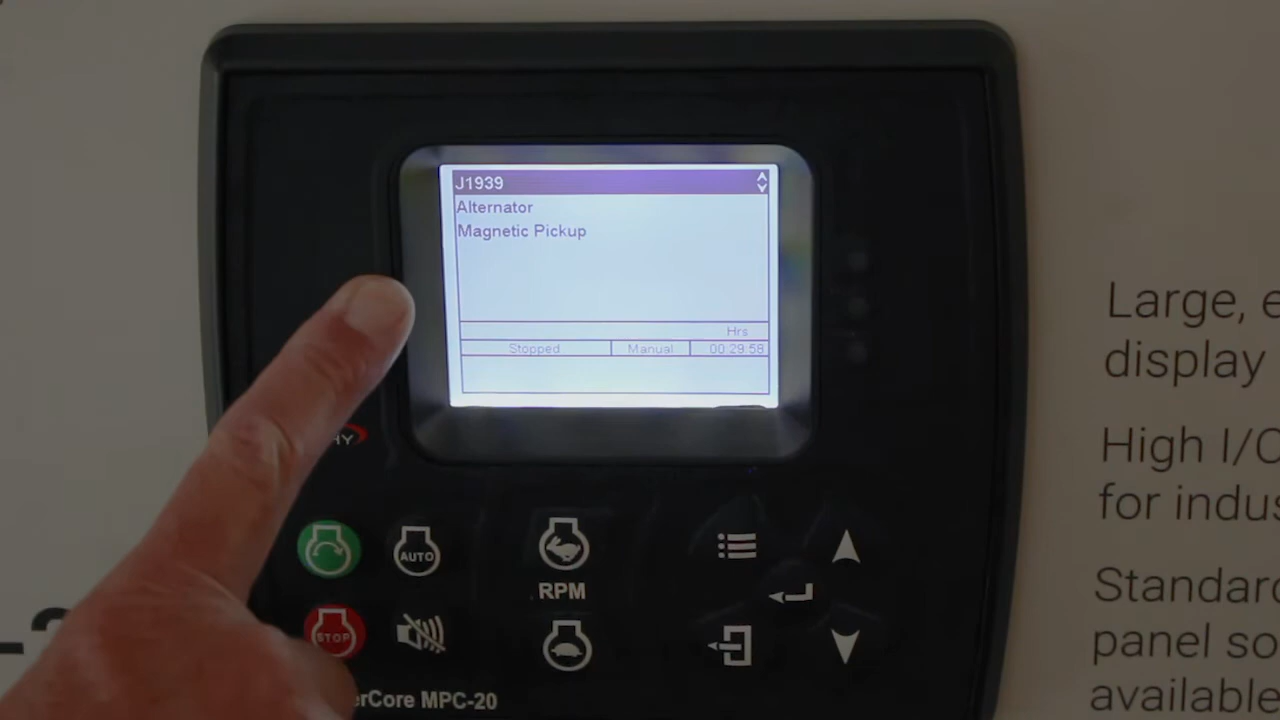 J1939
Alternator
Magnetic Pickup
Hrs
Stopped Manual 00:29:58
HY
AUTO
RPM
STOP
erCore MPC-20
Large, e
display
High I/O
for indus
Standard
panel so
available